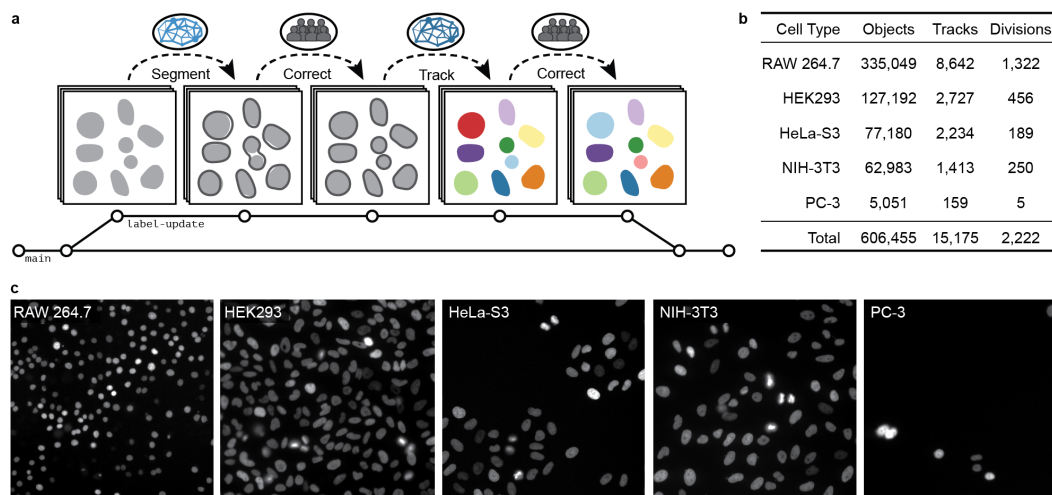 a
Segment Correct Track Correct
label-update
main
b
Cell Type Objects Tracks Divisions
RAW 264.7 335,049 8,642 1,322
HEK293 127,192 2,727 456
HeLa-S3 77,180 2,234 189
NIH-3T3 62,983 1,413 250
PC-3 5,051 159 5
Total 606,455 15,175 2,222
c
RAW 264.7 HEK293 HeLa-S3 NIH-3T3 PC-3